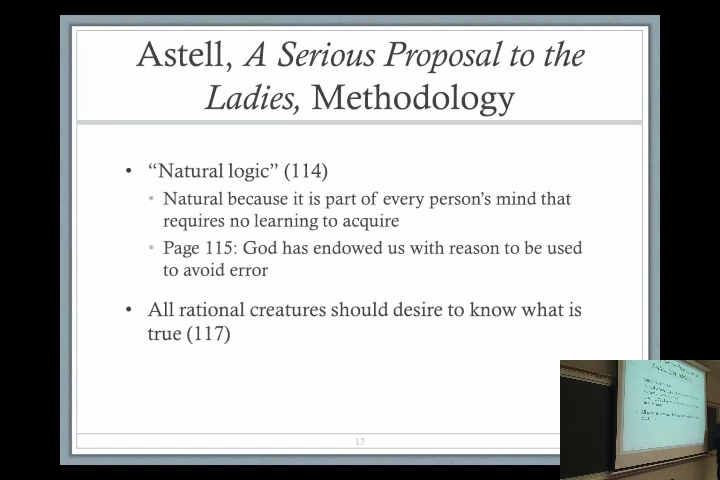 Astell, A Serious Proposal to the
Ladies, Methodology
• “Natural logic” (114)
• Natural because it is part of every person’s mind that
requires no learning to acquire
• Page 115: God has endowed us with reason to be used
to avoid error
• All rational creatures should desire to know what is
true (117)
13